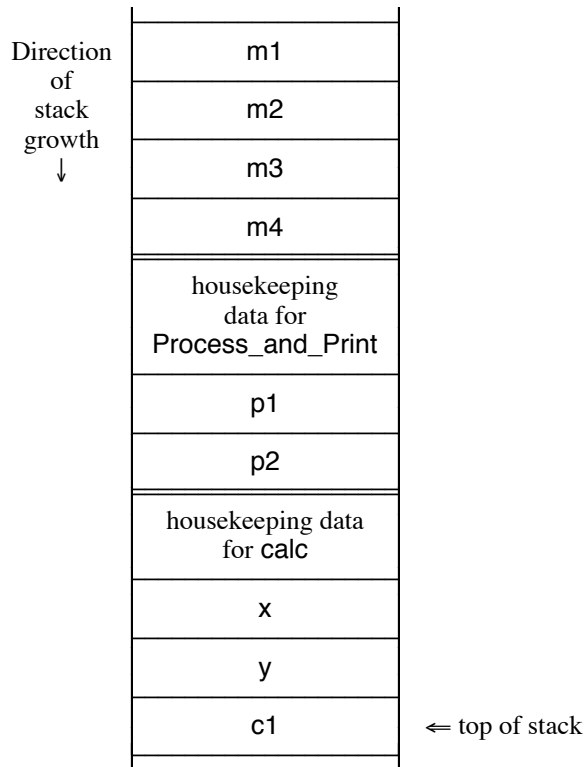 Direction
of
stack
growth
↓
m1
m2
m3
m4
housekeeping
data for
Process_and_Print
p1
p2
housekeeping data
for calc
x
y
c1
⇐ top of stack